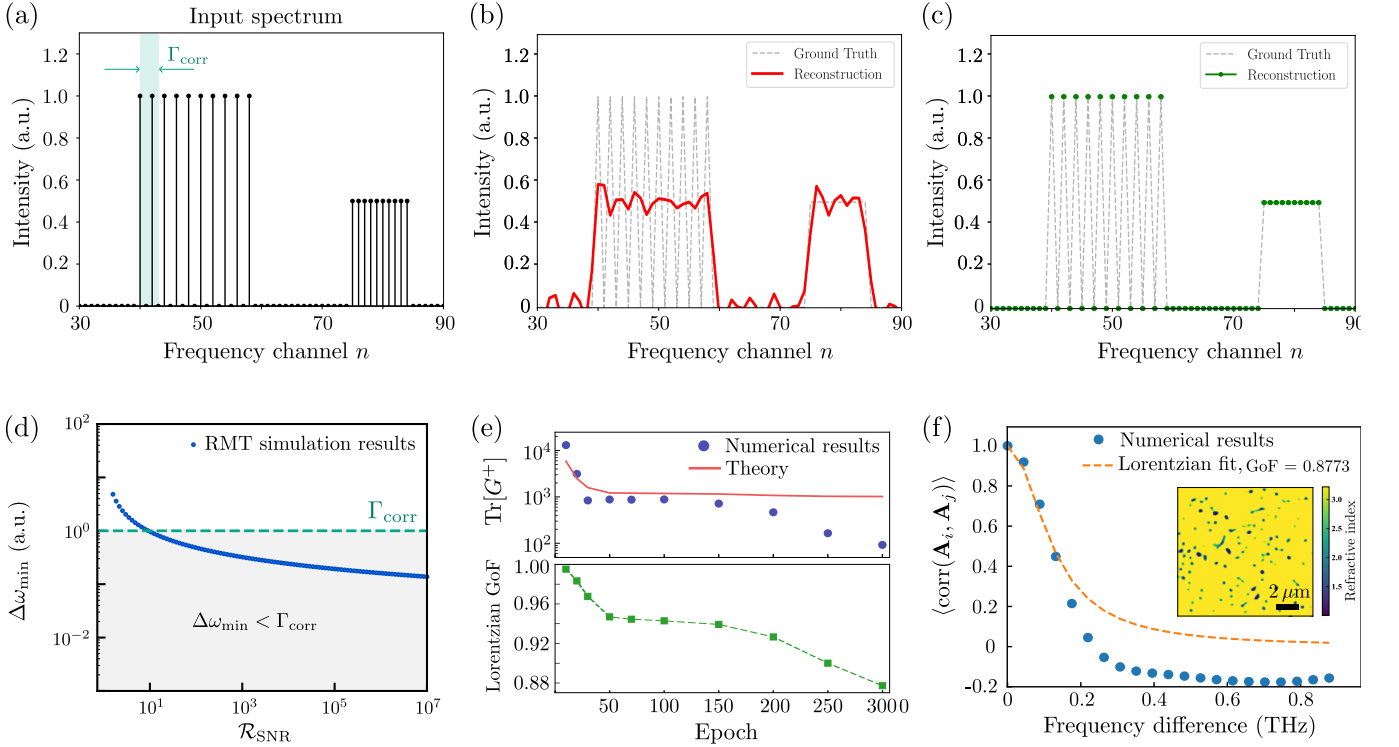 (a)
Input spectrum
Γcorr
Intensity (a.u.)
1.2
1.0
0.8
0.6
0.4
0.2
0
30
50
70
90
Frequency channel n
(b)
Ground Truth
Reconstruction
Intensity (a.u.)
1.2
1.0
0.8
0.6
0.4
0.2
0
30
50
70
90
Frequency channel n
(c)
Ground Truth
Reconstruction
Intensity (a.u.)
1.2
1.0
0.8
0.6
0.4
0.2
0
30
50
70
90
Frequency channel n
(d)
RMT simulation results
Γcorr
Δωmin < Γcorr
Δωmin (a.u.)
10²
10⁰
10⁻²
10¹
10³
10⁵
10⁷
ℛSNR
(e)
Numerical results
Theory
Tr[G⁺]
10⁴
10³
10²
Lorentzian GoF
1.00
0.96
0.92
0.88
0
50
100
150
200
250
3000
0
Epoch
(f)
Numerical results
Lorentzian fit, GoF = 0.8773
⟨corr(Aᵢ, Aⱼ)⟩
1.0
0.8
0.6
0.4
0.2
0
-0.2
3.0
2.5
2.0
1.5
Refractive index
2 μm
0
0.2
0.4
0.6
0.8
Frequency difference (THz)